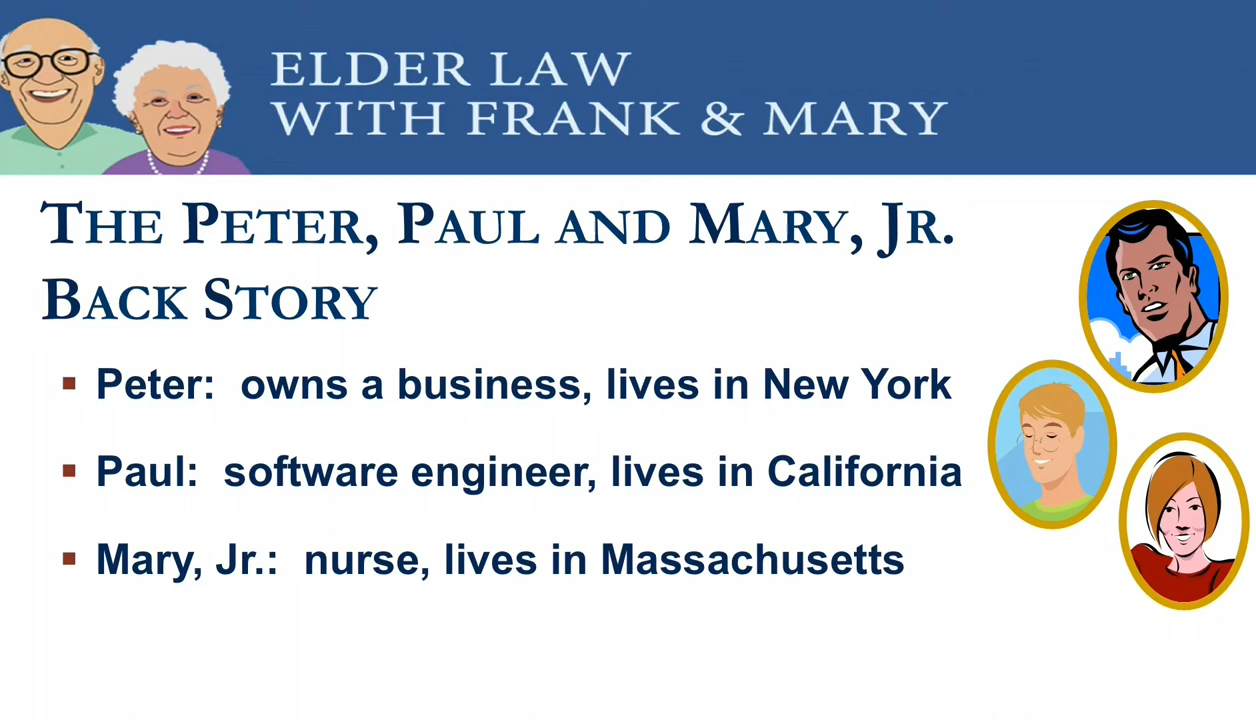 ELDER LAW
WITH FRANK & MARY
THE PETER, PAUL AND MARY, JR.
BACK STORY
▪ Peter: owns a business, lives in New York
▪ Paul: software engineer, lives in California
▪ Mary, Jr.: nurse, lives in Massachusetts